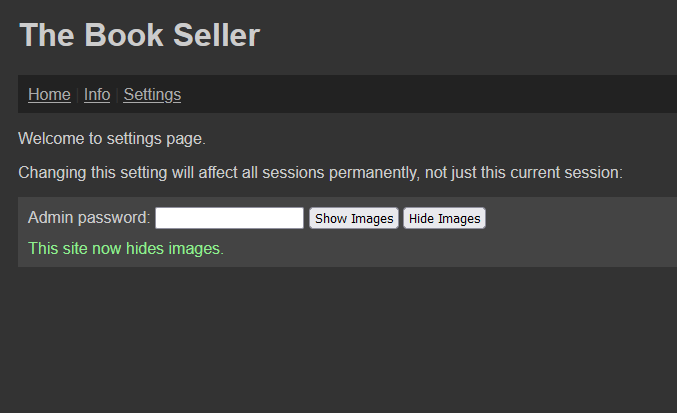 The Book Seller
Home | Info | Settings
Welcome to settings page.
Changing this setting will affect all sessions permanently, not just this current session:
Admin password: Show Images Hide Images
This site now hides images.